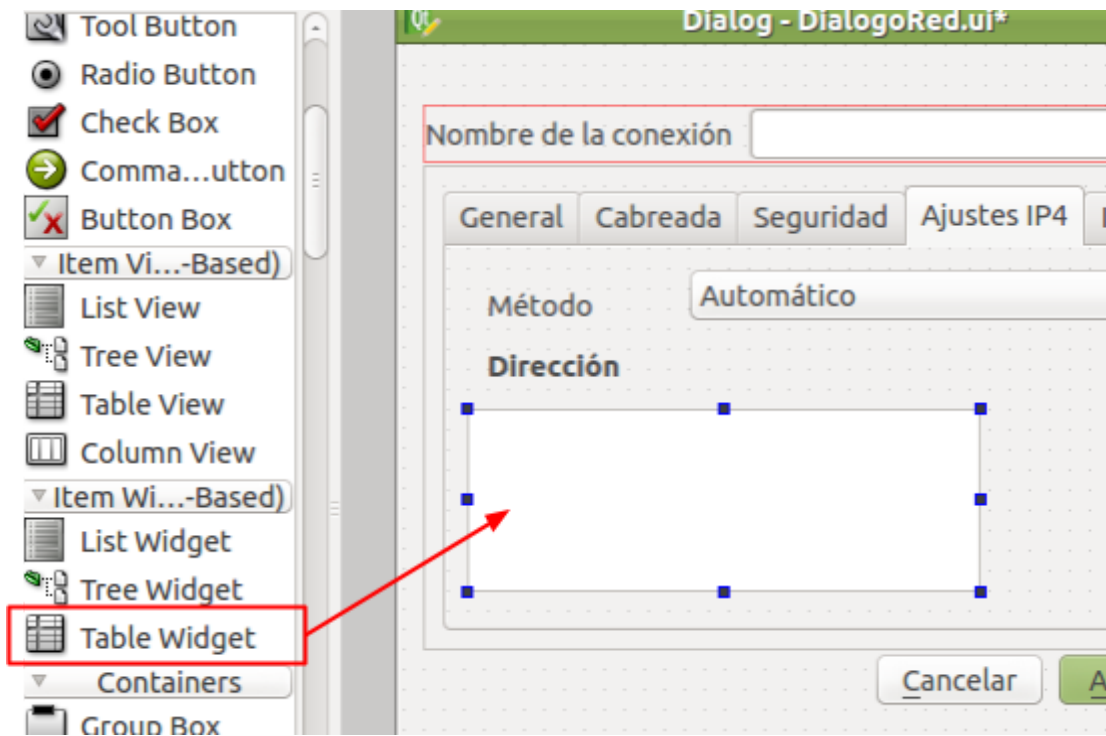 Tool Button
Radio Button
Check Box
Comma...utton
Button Box
Item Vi...-Based)
List View
Tree View
Table View
Column View
Item Wi...-Based)
List Widget
Tree Widget
Table Widget
Containers
Group Box
Dialog - DialogoRed.ui*
Nombre de la conexión
General Cabreada Seguridad Ajustes IP4
Método Automático
Dirección
Cancelar A